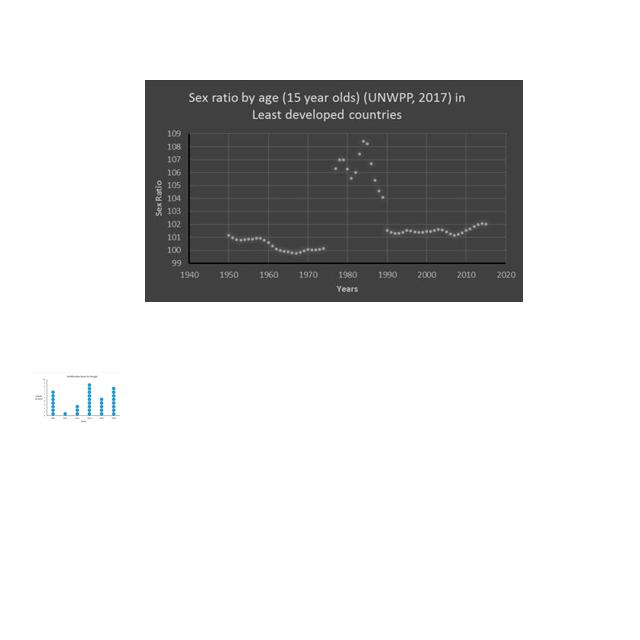 Sex ratio by age (15 year olds) (UNWPP, 2017) in
Least developed countries
109
108
107
106
105
104
103
102
101
100
99
Sex Ratio
1940 1950 1960 1970 1980 1990 2000 2010 2020
Years